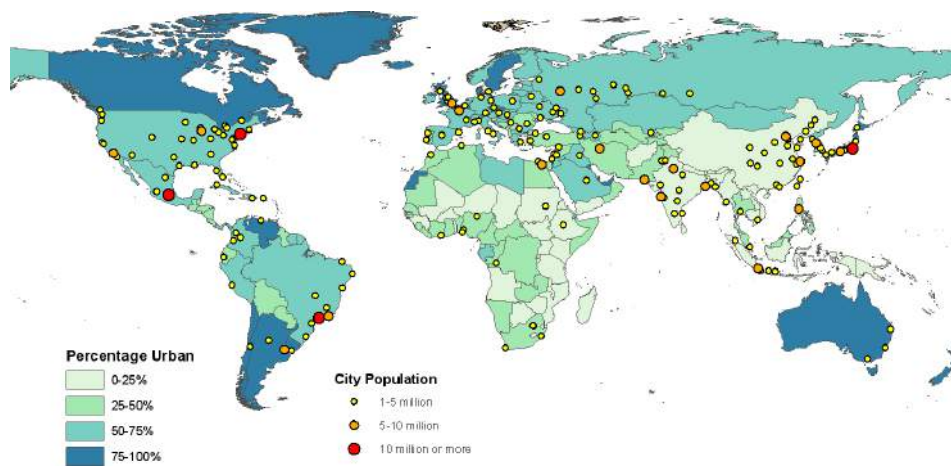 Percentage Urban
0-25%
25-50%
50-75%
75-100%
City Population
1-5 million
5-10 million
10 million or more